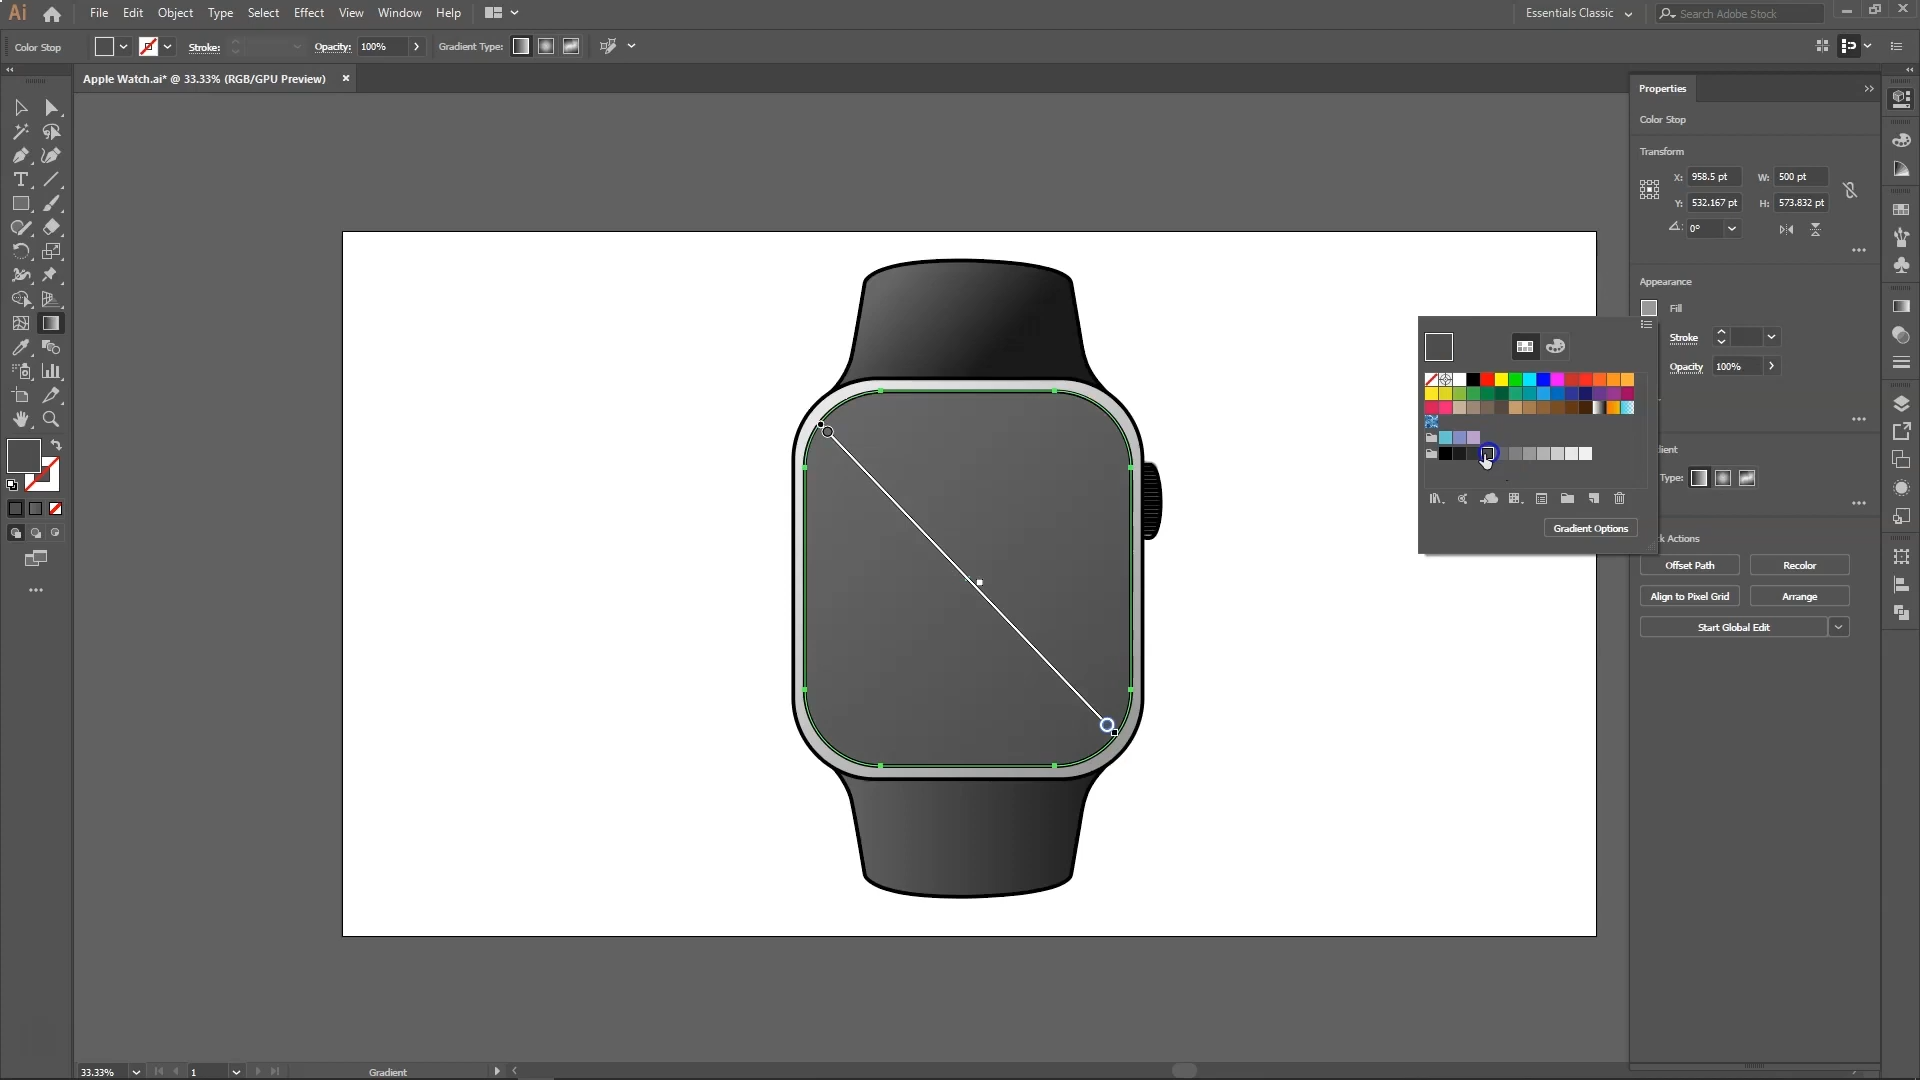 Ai File Edit Object Type Select Effect View Window Help Essentials Classic Search Adobe Stock
Color Stop Stroke: Opacity: 100% Gradient Type:
Apple Watch.ai* @ 33.33% (RGB/GPU Preview)
Properties
Color Stop
Transform
X: 958.5 pt W: 500 pt
Y: 532.167 pt H: 573.832 pt
0°
Appearance
Fill
Stroke
Opacity 100%
dient
Type:
Gradient Options
k Actions
Offset Path Recolor
Align to Pixel Grid Arrange
Start Global Edit
33.33% 1 Gradient